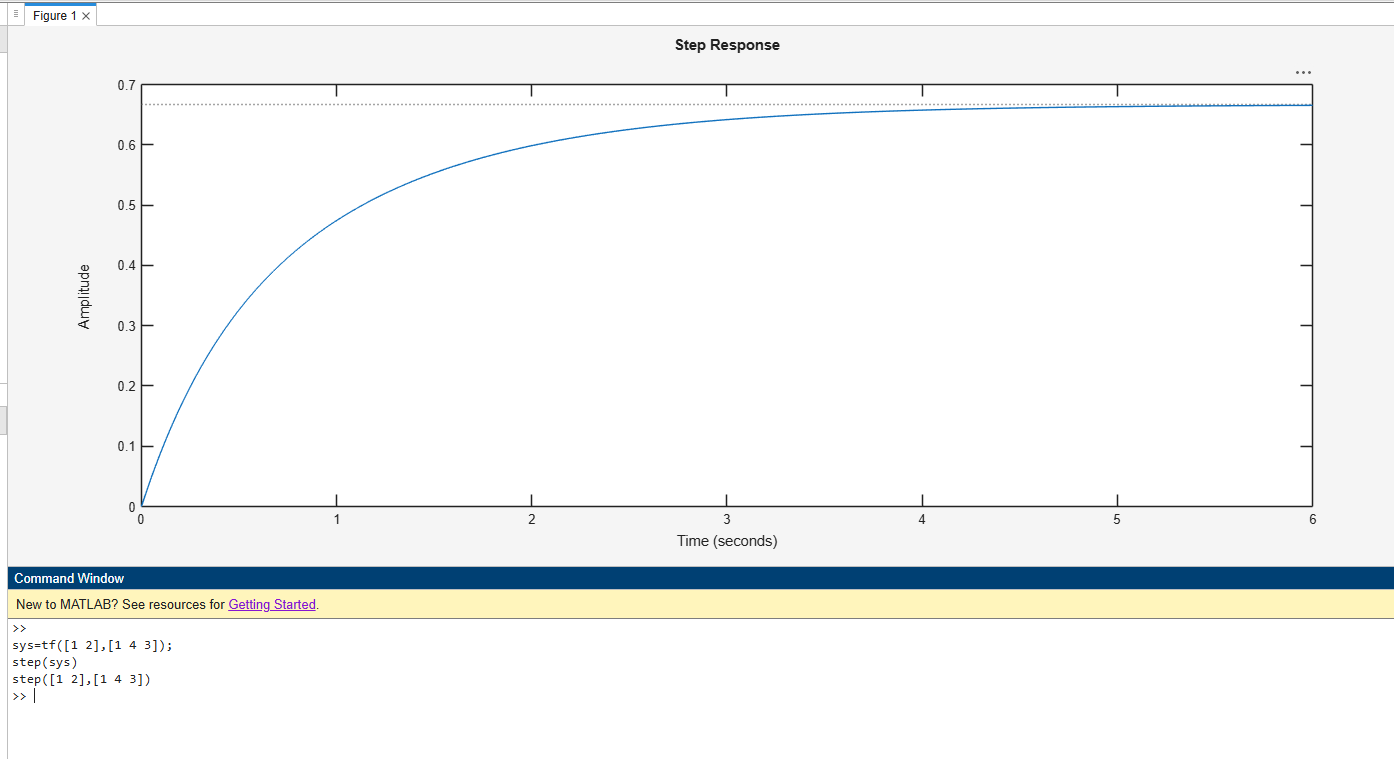 Figure 1
Step Response
0.7
0.6
0.5
0.4
0.3
0.2
0.1
0
Amplitude
0 1 2 3 4 5 6
Time (seconds)
Command Window
New to MATLAB? See resources for Getting Started.
>>
sys=tf([1 2],[1 4 3]);
step(sys)
step([1 2],[1 4 3])
>>